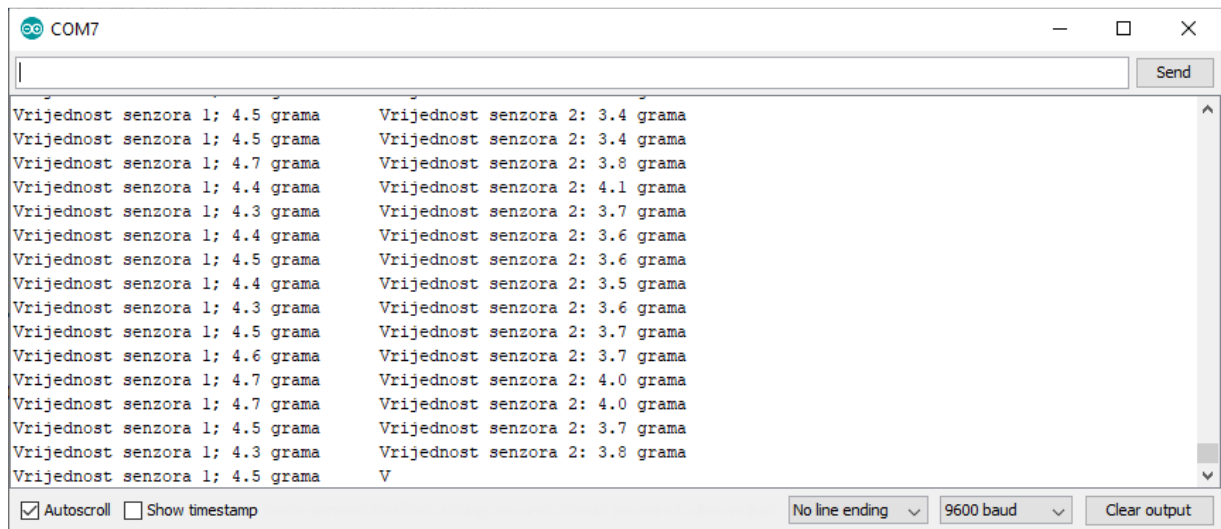 COM7
Send
Vrijednost senzora 1; 4.5 grama Vrijednost senzora 2: 3.4 grama
Vrijednost senzora 1; 4.5 grama Vrijednost senzora 2: 3.4 grama
Vrijednost senzora 1; 4.7 grama Vrijednost senzora 2: 3.8 grama
Vrijednost senzora 1; 4.4 grama Vrijednost senzora 2: 4.1 grama
Vrijednost senzora 1; 4.3 grama Vrijednost senzora 2: 3.7 grama
Vrijednost senzora 1; 4.4 grama Vrijednost senzora 2: 3.6 grama
Vrijednost senzora 1; 4.5 grama Vrijednost senzora 2: 3.6 grama
Vrijednost senzora 1; 4.4 grama Vrijednost senzora 2: 3.5 grama
Vrijednost senzora 1; 4.3 grama Vrijednost senzora 2: 3.6 grama
Vrijednost senzora 1; 4.5 grama Vrijednost senzora 2: 3.7 grama
Vrijednost senzora 1; 4.6 grama Vrijednost senzora 2: 3.7 grama
Vrijednost senzora 1; 4.7 grama Vrijednost senzora 2: 4.0 grama
Vrijednost senzora 1; 4.7 grama Vrijednost senzora 2: 4.0 grama
Vrijednost senzora 1; 4.5 grama Vrijednost senzora 2: 3.7 grama
Vrijednost senzora 1; 4.3 grama Vrijednost senzora 2: 3.8 grama
Vrijednost senzora 1; 4.5 grama V
Autoscroll Show timestamp No line ending 9600 baud Clear output